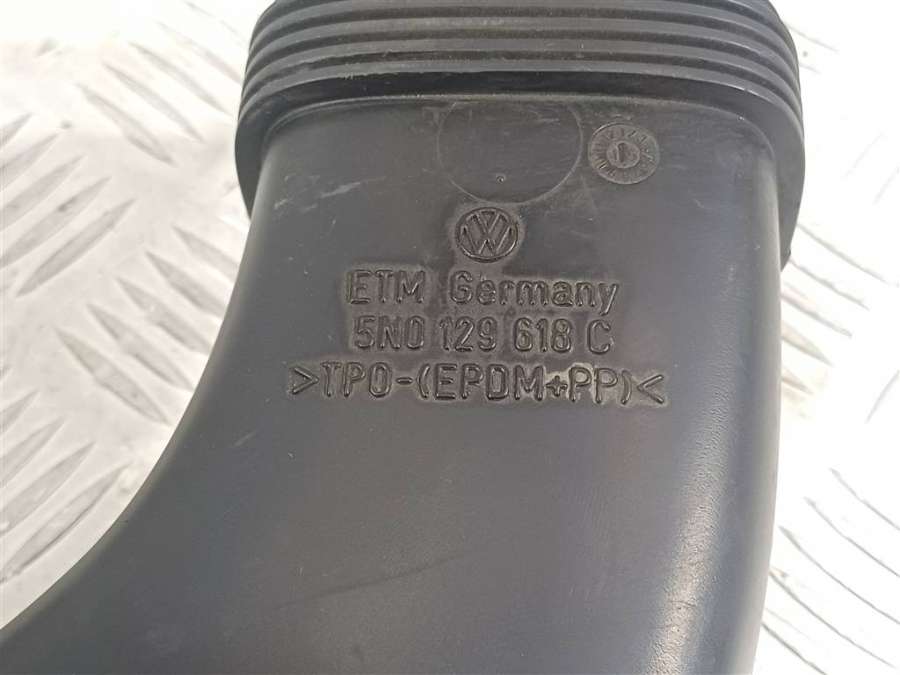 ETM Germany
5N0 129 618 C
>TPO-(EPDM+PP)<